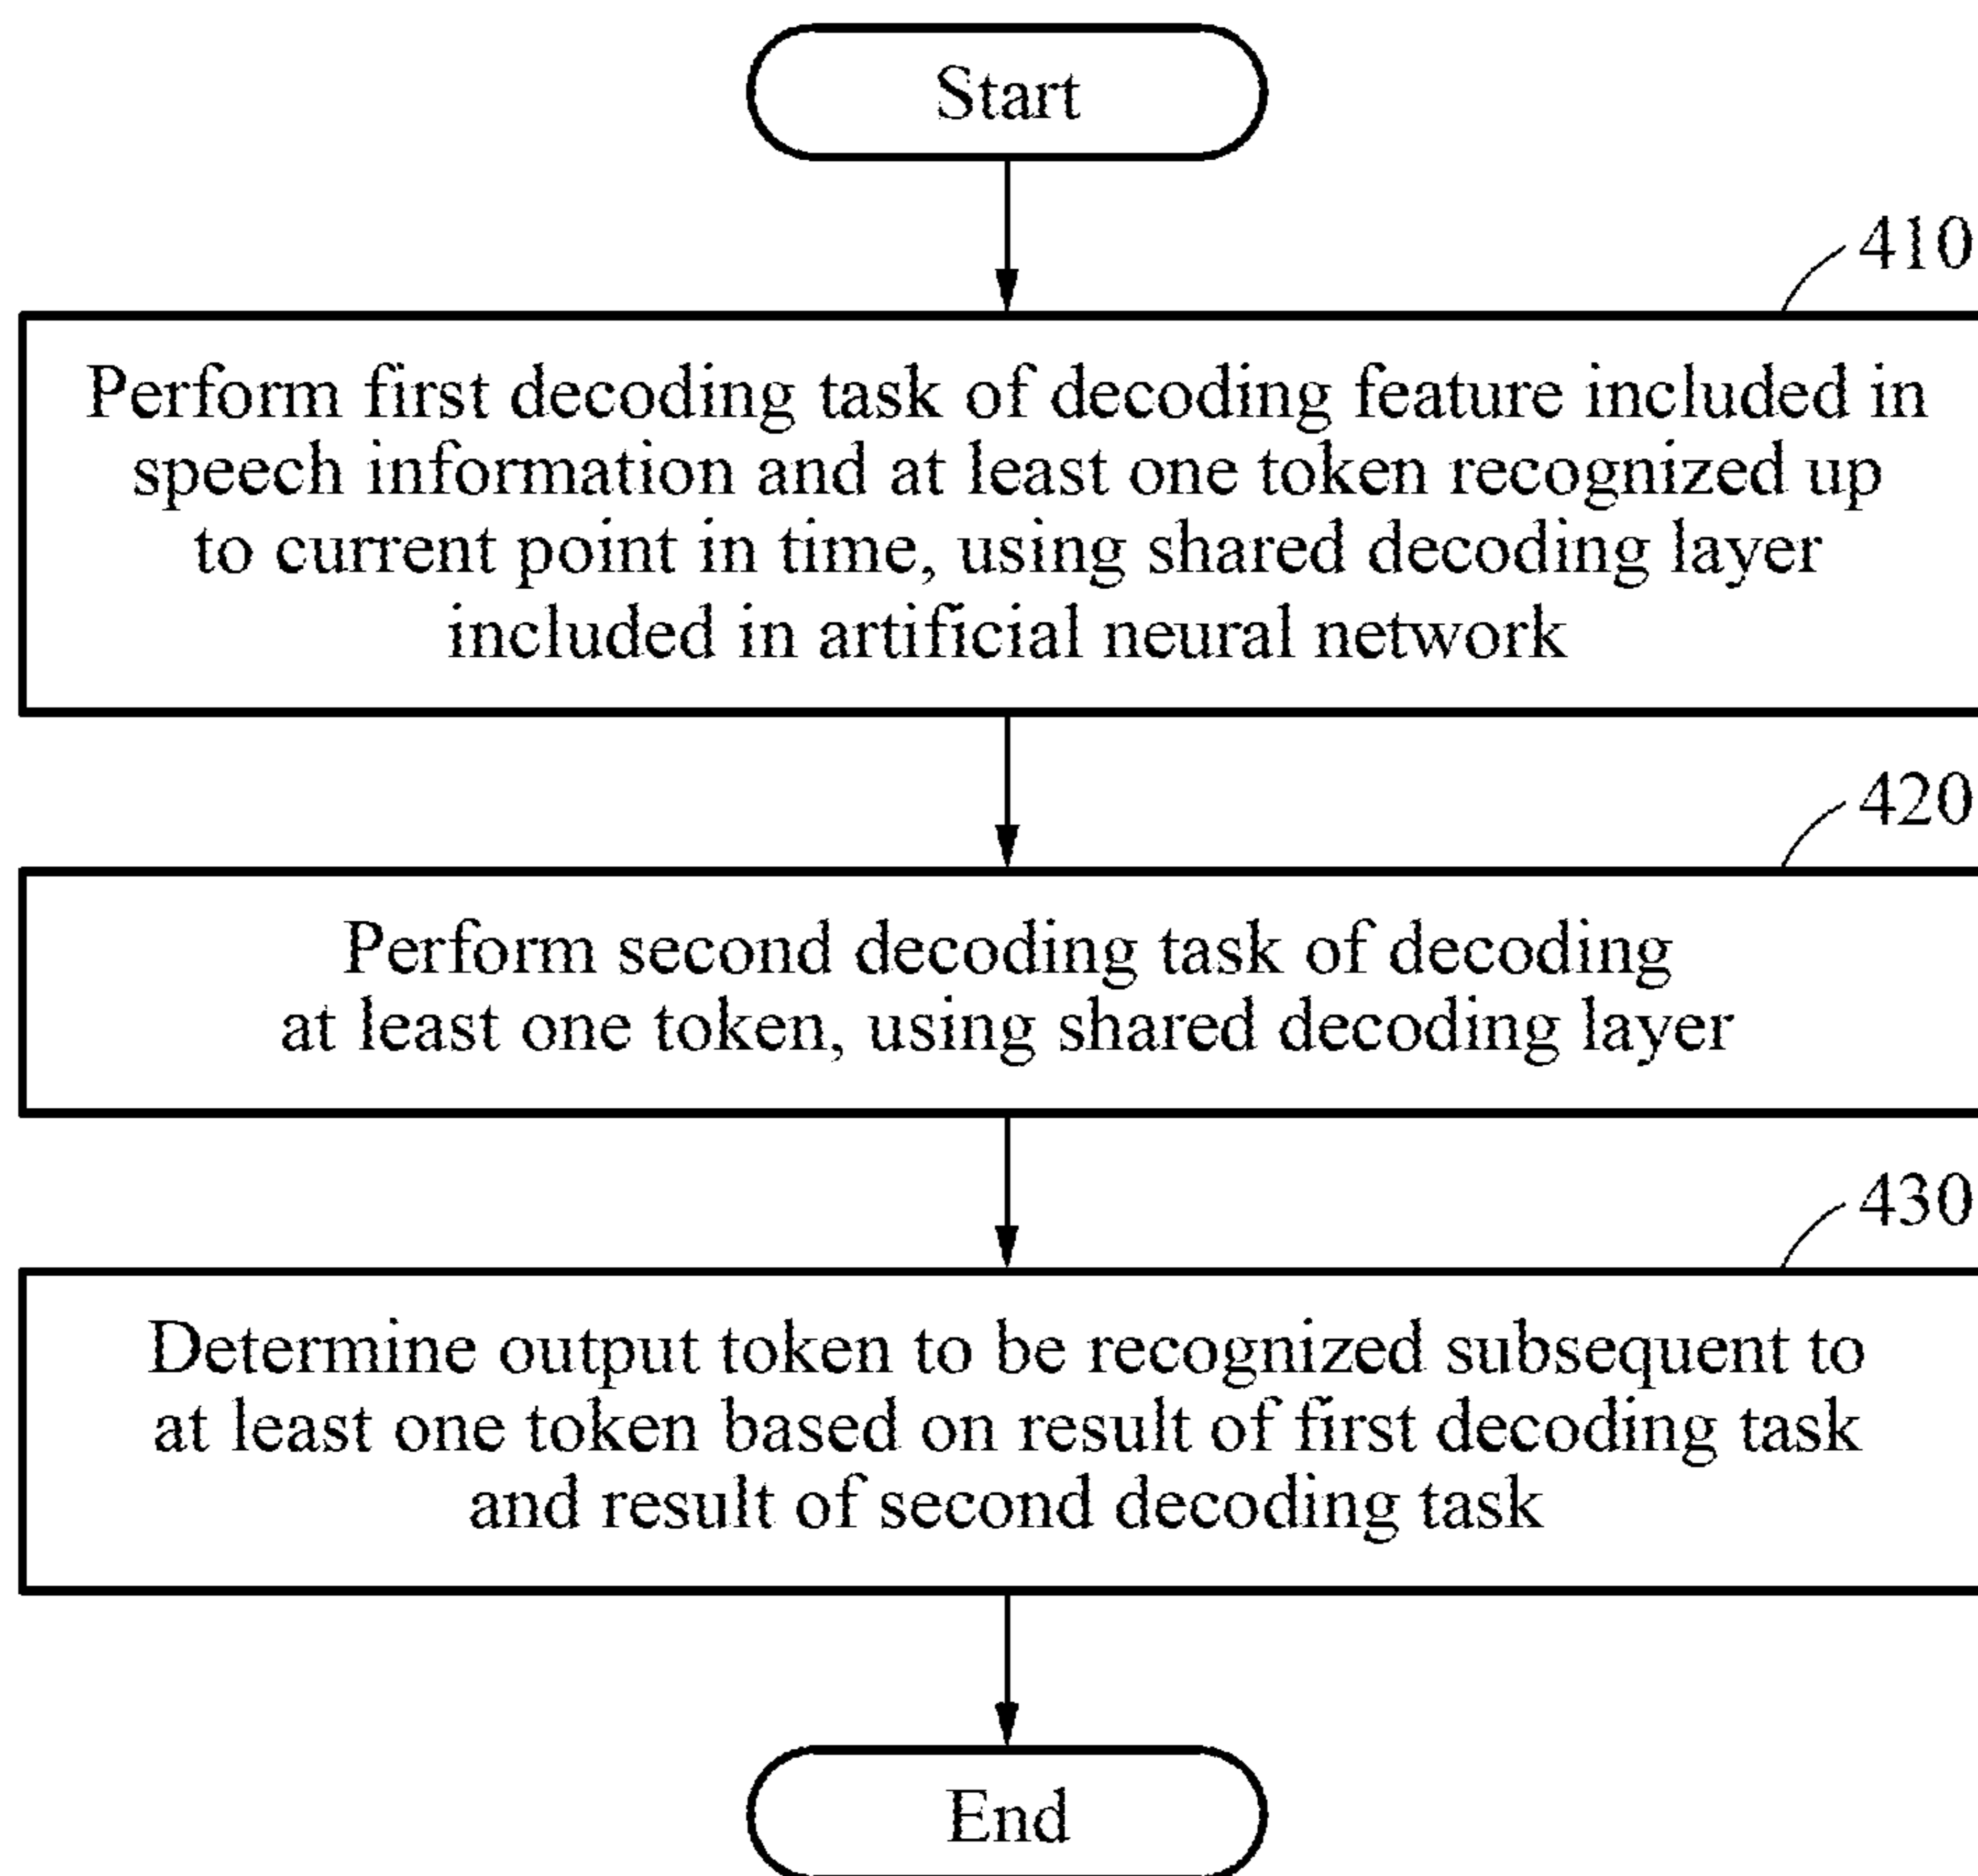 Start
410
Perform first decoding task of decoding feature included in
speech information and at least one token recognized up
to current point in time, using shared decoding layer
included in artificial neural network
420
Perform second decoding task of decoding
at least one token, using shared decoding layer
430
Determine output token to be recognized subsequent to
at least one token based on result of first decoding task
and result of second decoding task
End